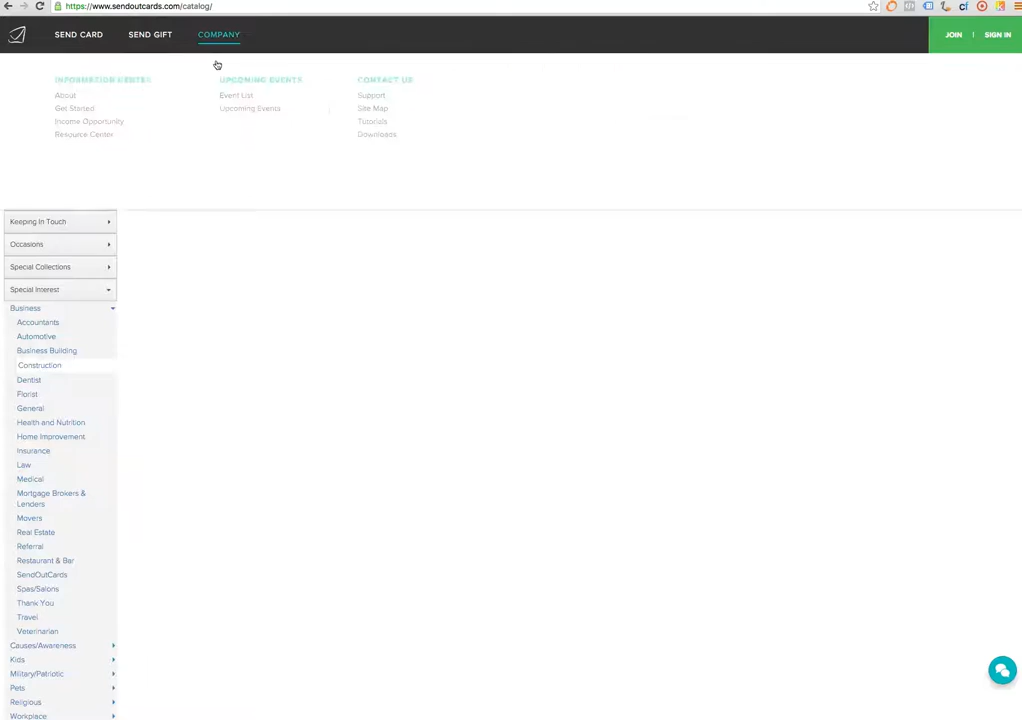 https://www.sendoutcards.com/catalog/
SEND CARD
SEND GIFT
COMPANY
JOIN | SIGN IN
INFORMATION CENTER
About
Get Started
Income Opportunity
Resource Center
UPCOMING EVENTS
Event List
Upcoming Events
CONTACT US
Support
Site Map
Tutorials
Downloads
Keeping In Touch
Occasions
Special Collections
Special Interest
Business
Accountants
Automotive
Business Building
Construction
Dentist
Florist
General
Health and Nutrition
Home Improvement
Insurance
Law
Medical
Mortgage Brokers &
Lenders
Movers
Real Estate
Referral
Restaurant & Bar
SendOutCards
Spas/Salons
Thank You
Travel
Veterinarian
Causes/Awareness
Kids
Military/Patriotic
Pets
Religious
Workplace